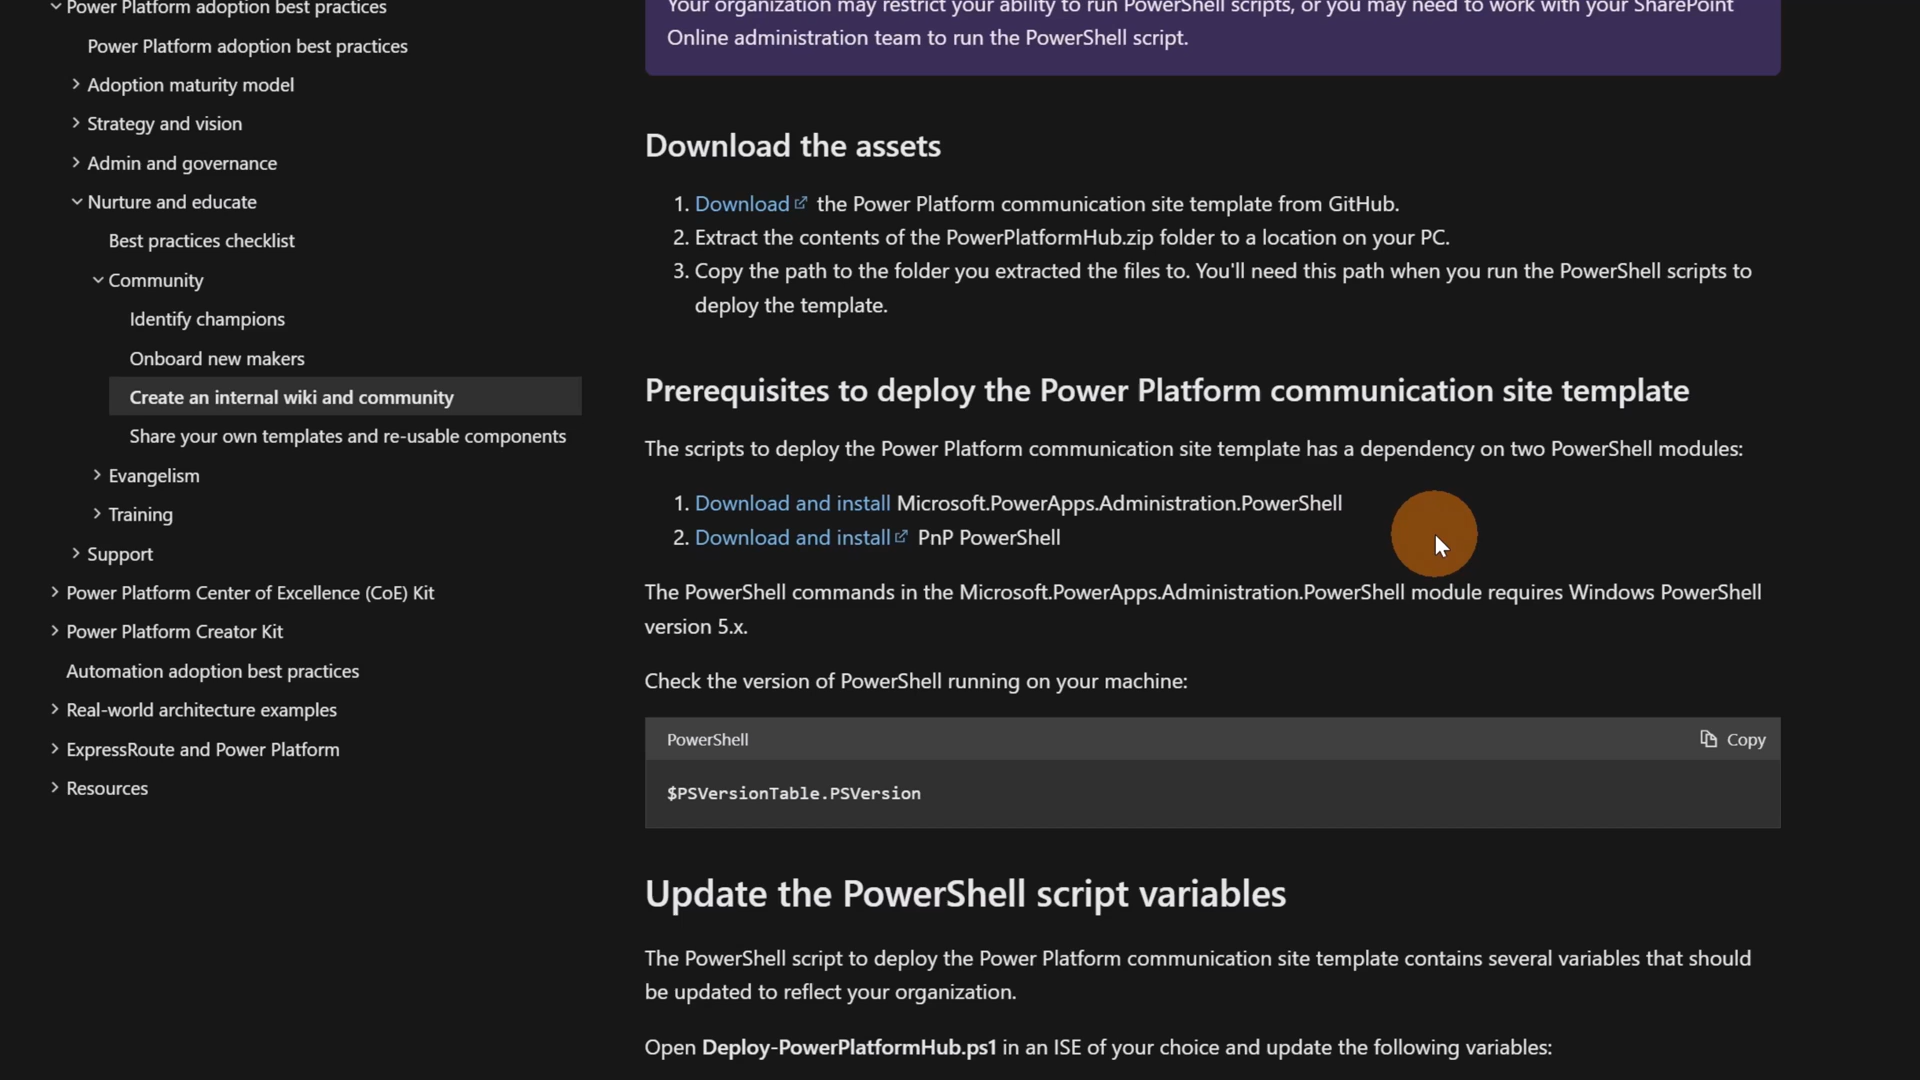 Power Platform adoption best practices
Power Platform adoption best practices
Adoption maturity model
Strategy and vision
Admin and governance
Nurture and educate
Best practices checklist
Community
Identify champions
Onboard new makers
Create an internal wiki and community
Share your own templates and re-usable components
Evangelism
Training
Support
Power Platform Center of Excellence (CoE) Kit
Power Platform Creator Kit
Automation adoption best practices
Real-world architecture examples
ExpressRoute and Power Platform
Resources
Your organization may restrict your ability to run PowerShell scripts, or you may need to work with your SharePoint
Online administration team to run the PowerShell script.
Download the assets
1. Download the Power Platform communication site template from GitHub.
2. Extract the contents of the PowerPlatformHub.zip folder to a location on your PC.
3. Copy the path to the folder you extracted the files to. You'll need this path when you run the PowerShell scripts to
deploy the template.
Prerequisites to deploy the Power Platform communication site template
The scripts to deploy the Power Platform communication site template has a dependency on two PowerShell modules:
1. Download and install Microsoft.PowerApps.Administration.PowerShell
2. Download and install PnP PowerShell
The PowerShell commands in the Microsoft.PowerApps.Administration.PowerShell module requires Windows PowerShell
version 5.x.
Check the version of PowerShell running on your machine:
PowerShell
Copy
$PSVersionTable.PSVersion
Update the PowerShell script variables
The PowerShell script to deploy the Power Platform communication site template contains several variables that should
be updated to reflect your organization.
Open Deploy-PowerPlatformHub.ps1 in an ISE of your choice and update the following variables: